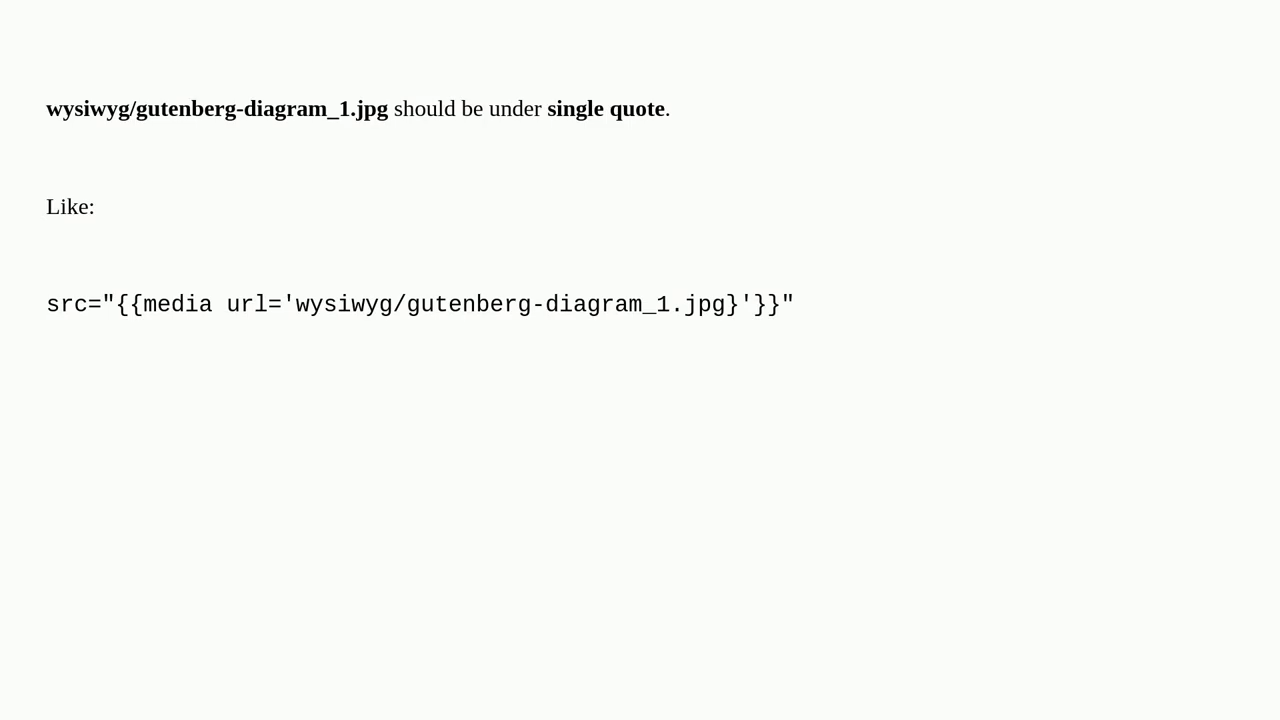 wysiwyg/gutenberg-diagram_1.jpg should be under single quote.
Like:
src="{{media url='wysiwyg/gutenberg-diagram_1.jpg}'}}"